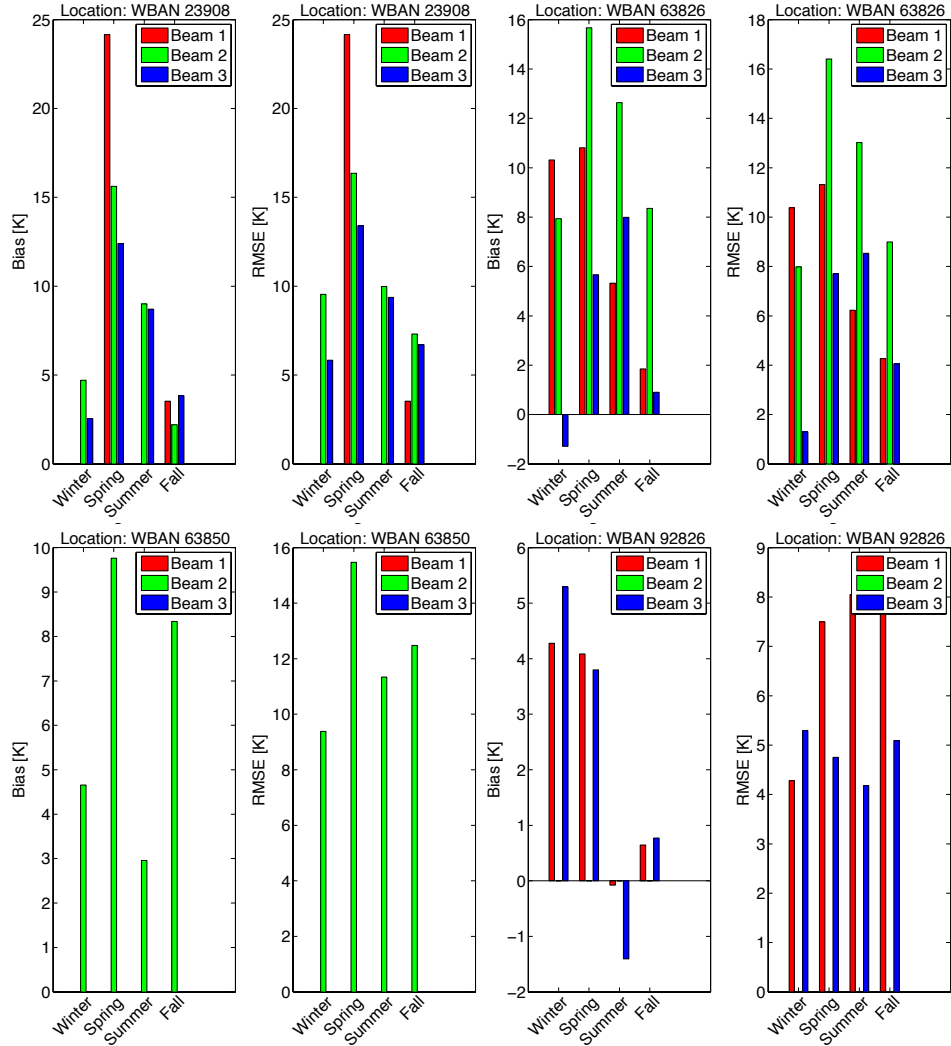 Location: WBAN 23908
Beam 1
Beam 2
Beam 3
25
20
15
10
5
0
Bias [K]
Winter
Spring
Summer
Fall
Location: WBAN 23908
Beam 1
Beam 2
Beam 3
25
20
15
10
5
0
RMSE [K]
Winter
Spring
Summer
Fall
Location: WBAN 63826
Beam 1
Beam 2
Beam 3
16
14
12
10
8
6
4
2
0
−2
Bias [K]
Winter
Spring
Summer
Fall
Location: WBAN 63826
Beam 1
Beam 2
Beam 3
18
16
14
12
10
8
6
4
2
0
RMSE [K]
Winter
Spring
Summer
Fall
Location: WBAN 63850
Beam 1
Beam 2
Beam 3
10
9
8
7
6
5
4
3
2
1
0
Bias [K]
Winter
Spring
Summer
Fall
Location: WBAN 63850
Beam 1
Beam 2
Beam 3
16
14
12
10
8
6
4
2
0
RMSE [K]
Winter
Spring
Summer
Fall
Location: WBAN 92826
Beam 1
Beam 2
Beam 3
6
5
4
3
2
1
0
−1
−2
Bias [K]
Winter
Spring
Summer
Fall
Location: WBAN 92826
Beam 1
Beam 2
Beam 3
9
8
7
6
5
4
3
2
1
0
RMSE [K]
Winter
Spring
Summer
Fall